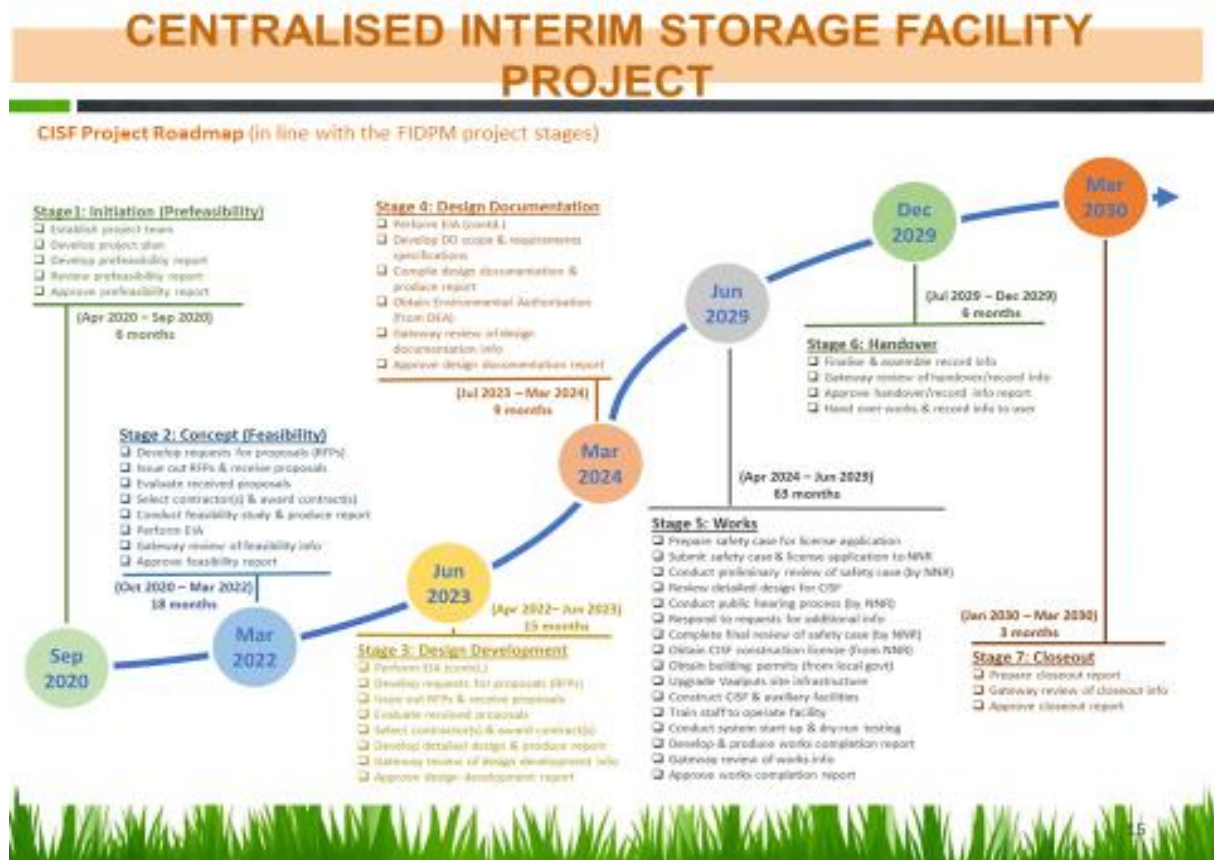 CENTRALISED INTERIM STORAGE FACILITY
PROJECT
CISF Project Roadmap (in line with the FIDPM project stages)
Stage1: Initiation (Prefeasibility)
❑ Establish project team
❑ Develop project plan
❑ Develop prefeasibility report
❑ Review prefeasibility report
❑ Approve prefeasibility report
(Apr 2020 – Sep 2020)
6 months
Sep
2020
Stage 2: Concept (Feasibility)
❑ Develop requests for proposals (RFPs)
❑ Issue out RFPs & receive proposals
❑ Evaluate received proposals
❑ Select contractor(s) & award contract(s)
❑ Conduct feasibility study & produce report
❑ Perform EIA
❑ Gateway review of feasibility info
❑ Approve feasibility report
(Oct 2020 – Mar 2022)
18 months
Mar
2022
Jun
2023
(Apr 2022– Jun 2023)
15 months
Stage 3: Design Development
❑ Perform EIA (contd.)
❑ Develop requests for proposals (RFPs)
❑ Issue out RFPs & receive proposals
❑ Evaluate received proposals
❑ Select contractor(s) & award contract(s)
❑ Develop detailed design & produce report
❑ Gateway review of design development info
❑ Approve design development report
Stage 4: Design Documentation
❑ Perform EIA (contd.)
❑ Develop DD scope & requirements
specifications
❑ Compile design documentation &
produce report
❑ Obtain Environmental Authorisation
(from DEA)
❑ Gateway review of design
documentation info
❑ Approve design documentation report
(Jul 2023 – Mar 2024)
9 months
Mar
2024
Jun
2029
(Apr 2024 – Jun 2029)
63 months
Stage 5: Works
❑ Prepare safety case for license application
❑ Submit safety case & license application to NNR
❑ Conduct preliminary review of safety case (by NNR)
❑ Review detailed design for CISF
❑ Conduct public hearing process (by NNR)
❑ Respond to requests for additional info
❑ Complete final review of safety case (by NNR)
❑ Obtain CISF construction license (from NNR)
❑ Obtain building permits (from local govt)
❑ Upgrade Vaalputs site infrastructure
❑ Construct CISF & auxiliary facilities
❑ Train staff to operate facility
❑ Conduct system start up & dry-run testing
❑ Develop & produce works completion report
❑ Gateway review of works info
❑ Approve works completion report
Dec
2029
(Jul 2029 – Dec 2029)
6 months
Stage 6: Handover
❑ Finalise & assemble record info
❑ Gateway review of handover/record info
❑ Approve handover/record info report
❑ Hand over works & record info to user
Mar
2030
(Jan 2030 – Mar 2030)
3 months
Stage 7: Closeout
❑ Prepare closeout report
❑ Gateway review of closeout info
❑ Approve closeout report
15